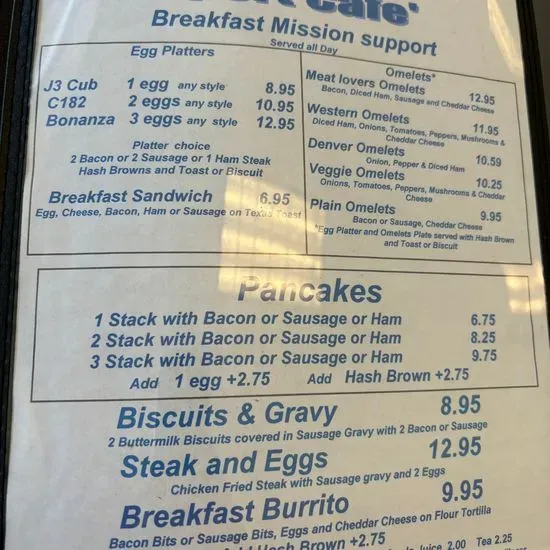 Cafe'
Breakfast Mission support
Served all Day
Egg Platters
J3 Cub 1 egg any style 8.95
C182 2 eggs any style 10.95
Bonanza 3 eggs any style 12.95
Platter choice
2 Bacon or 2 Sausage or 1 Ham Steak
Hash Browns and Toast or Biscuit
Breakfast Sandwich 6.95
Egg, Cheese, Bacon, Ham or Sausage on Texas Toast
Omelets*
Meat lovers Omelets 12.95
Bacon, Diced Ham, Sausage and Cheddar Cheese
Western Omelets 11.95
Diced Ham, Onions, Tomatoes, Peppers, Mushrooms &
Cheddar Cheese
Denver Omelets 10.59
Onion, Pepper & Diced Ham
Veggie Omelets 10.25
Onions, Tomatoes, Peppers, Mushrooms & Cheddar
Cheese
Plain Omelets 9.95
Bacon or Sausage, Cheddar Cheese
*Egg Platter and Omelets Plate served with Hash Brown
and Toast or Biscuit
Pancakes
1 Stack with Bacon or Sausage or Ham 6.75
2 Stack with Bacon or Sausage or Ham 8.25
3 Stack with Bacon or Sausage or Ham 9.75
Add 1 egg +2.75 Add Hash Brown +2.75
Biscuits & Gravy 8.95
2 Buttermilk Biscuits covered in Sausage Gravy with 2 Bacon or Sausage
Steak and Eggs 12.95
Chicken Fried Steak with Sausage gravy and 2 Eggs
Breakfast Burrito 9.95
Bacon Bits or Sausage Bits, Eggs and Cheddar Cheese on Flour Tortilla
Hash Brown +2.75
Juice 2.00 Tea 2.25